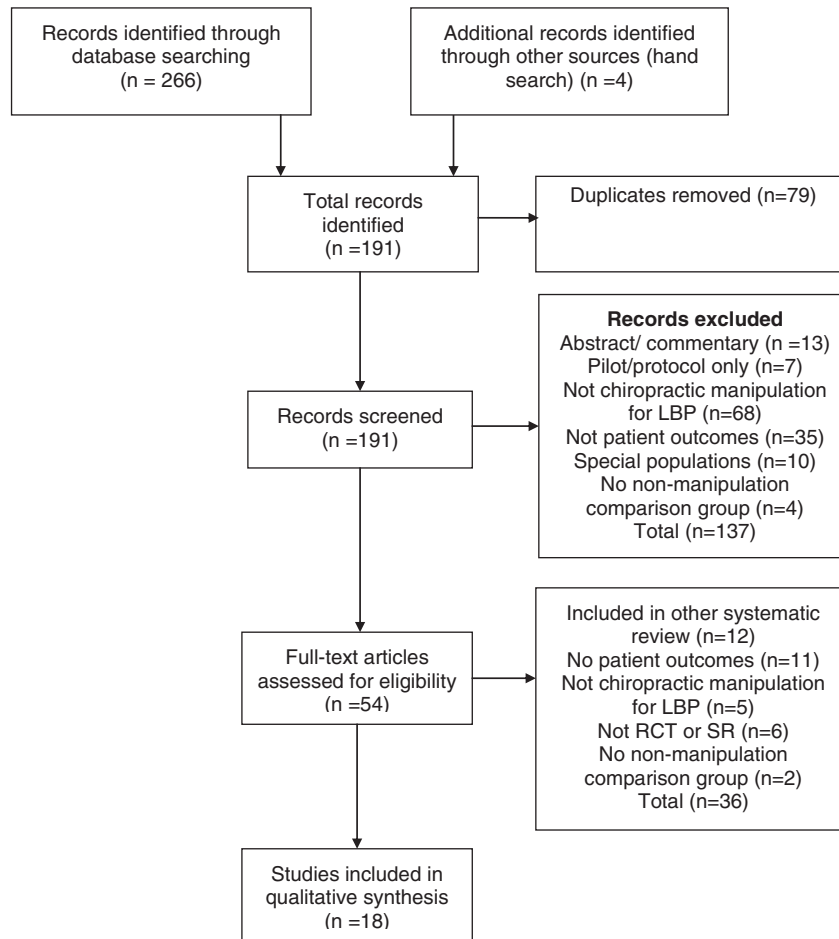 Records identified through
database searching
(n = 266)
Additional records identified
through other sources (hand
search) (n =4)
Total records
identified
(n =191)
Duplicates removed (n=79)
Records screened
(n =191)
Records excluded
Abstract/ commentary (n =13)
Pilot/protocol only (n=7)
Not chiropractic manipulation
for LBP (n=68)
Not patient outcomes (n=35)
Special populations (n=10)
No non-manipulation
comparison group (n=4)
Total (n=137)
Full-text articles
assessed for eligibility
(n =54)
Included in other systematic
review (n=12)
No patient outcomes (n=11)
Not chiropractic manipulation
for LBP (n=5)
Not RCT or SR (n=6)
No non-manipulation
comparison group (n=2)
Total (n=36)
Studies included in
qualitative synthesis
(n =18)